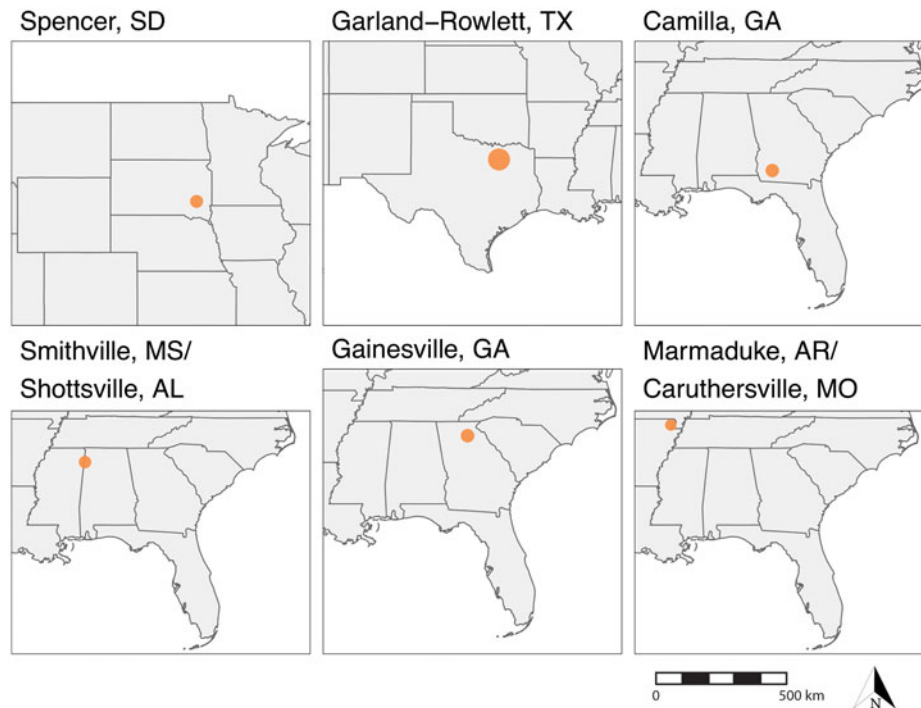 Spencer, SD
Garland−Rowlett, TX
Camilla, GA
Smithville, MS/
Shottsville, AL
Gainesville, GA
Marmaduke, AR/
Caruthersville, MO
0 500 km
N